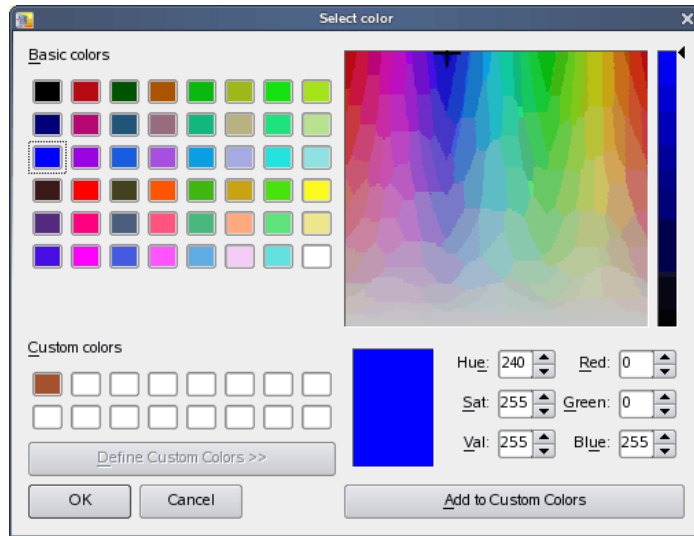 Select color
Basic colors
Custom colors
Define Custom Colors >>
OK Cancel
Hue: 240 Red: 0
Sat: 255 Green: 0
Val: 255 Blue: 255
Add to Custom Colors